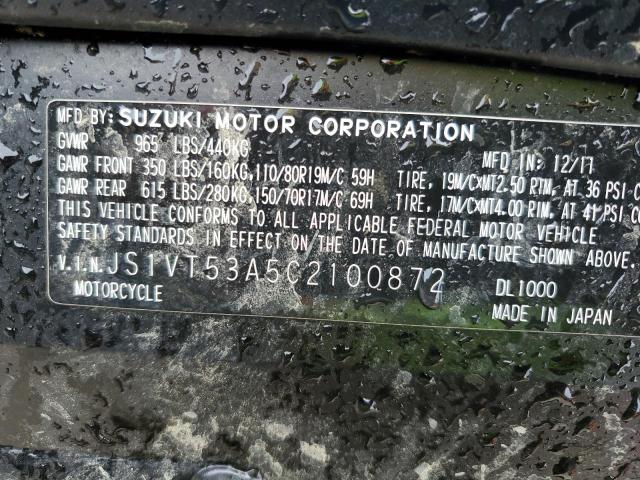 MFD BY: SUZUKI MOTOR CORPORATION
GVWR 965 LBS/440KG MFD IN: 12/11
GAWR FRONT 350 LBS/160KG,110/80R19M/C 59H TIRE, 19M/CXMT2.50 RIM, AT 36 PSI CO
GAWR REAR 615 LBS/280KG,150/70R17M/C 69H TIRE, 17M/CXMT4.00 RIM, AT 41 PSI CO
THIS VEHICLE CONFORMS TO ALL APPLICABLE FEDERAL MOTOR VEHICLE
SAFETY STANDARDS IN EFFECT ON THE DATE OF MANUFACTURE SHOWN ABOVE.
V.I.N. JS1VT53A5C2100872 DL1000
MOTORCYCLE MADE IN JAPAN